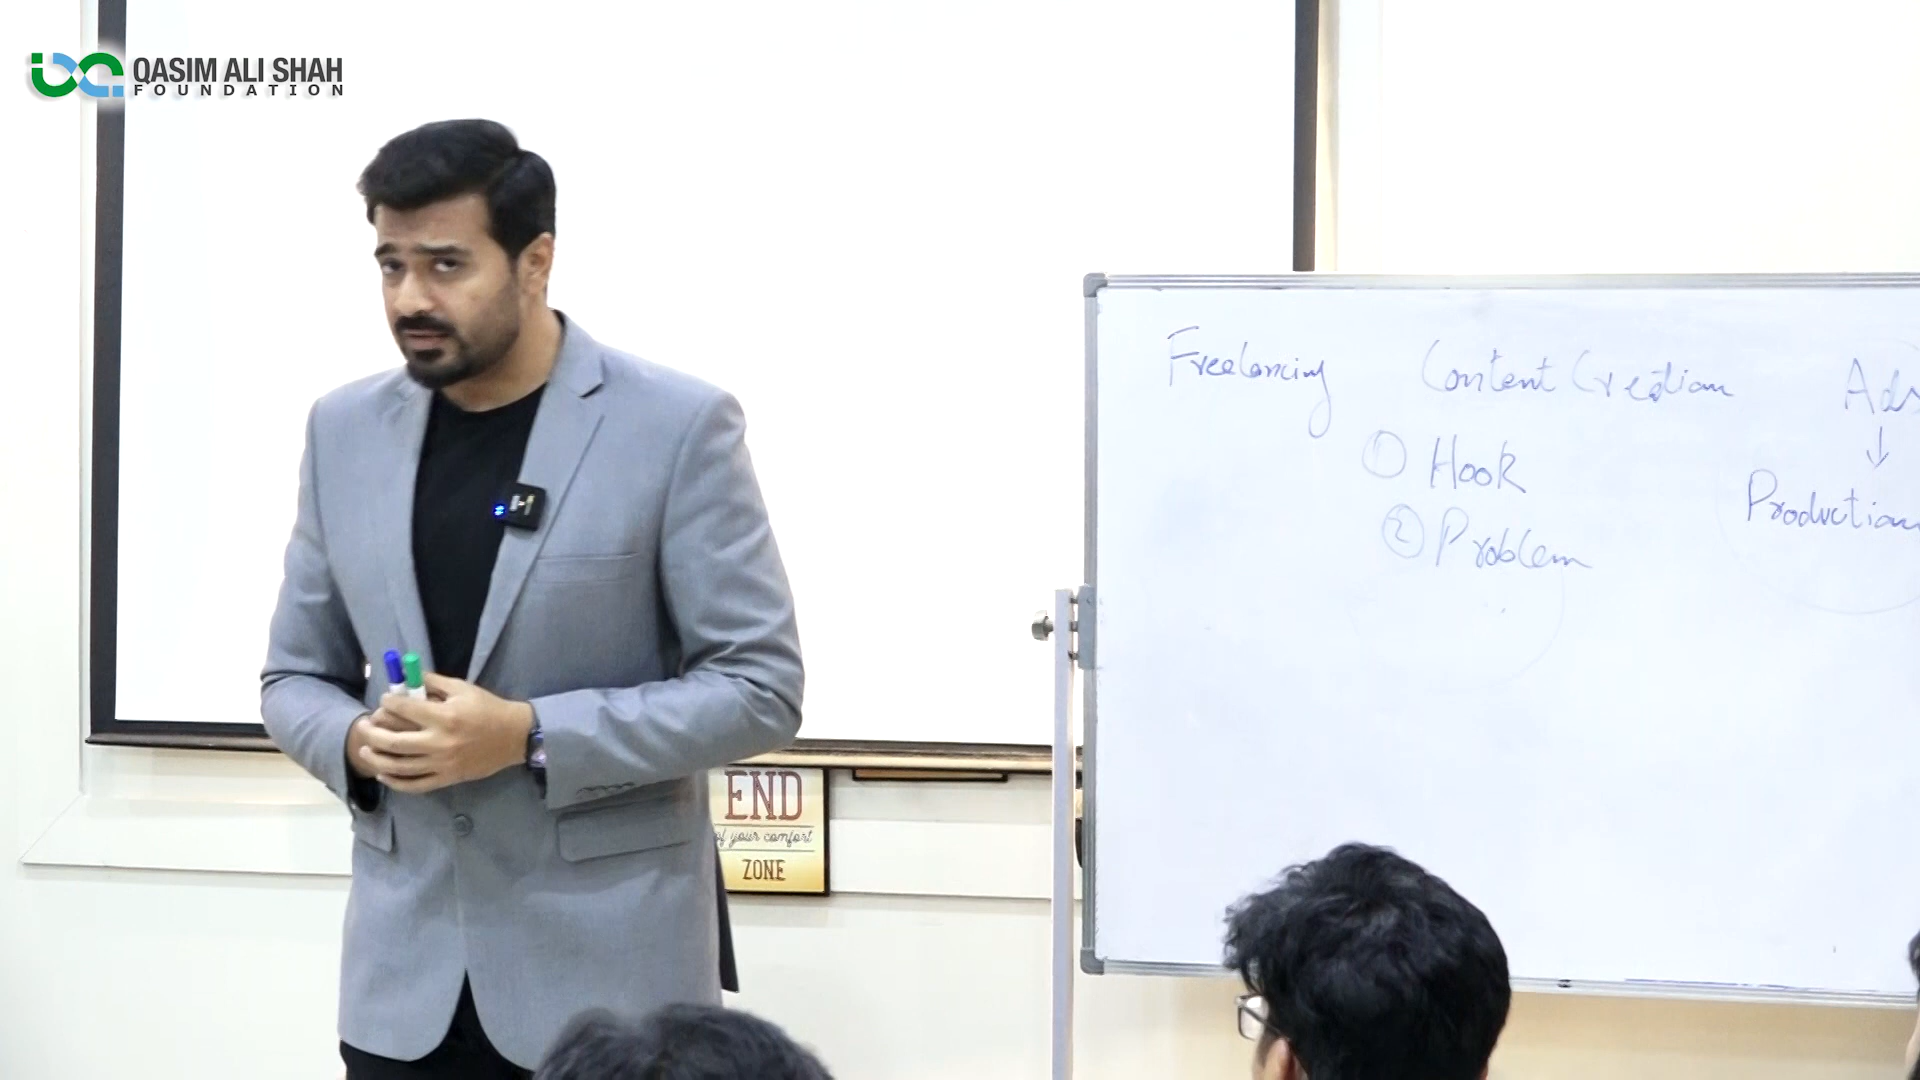 QASIM ALI SHAH
FOUNDATION
Freelancing Content Creation Ads
① Hook
↓
Production
② Problem
END
of your comfort
ZONE